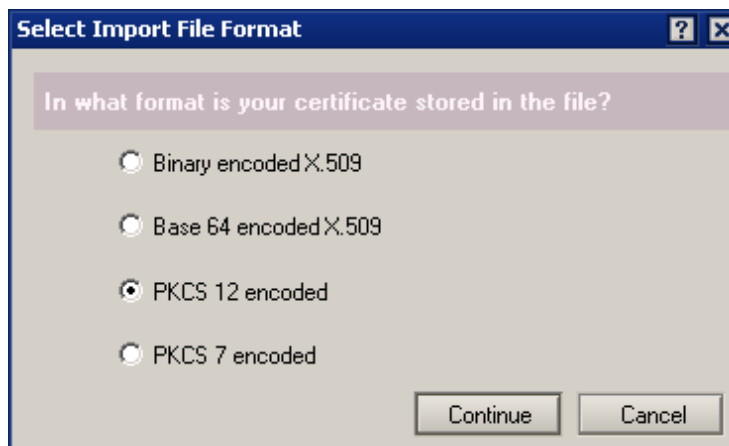 Select Import File Format
In what format is your certificate stored in the file?
Binary encoded X.509
Base 64 encoded X.509
PKCS 12 encoded
PKCS 7 encoded
Continue Cancel